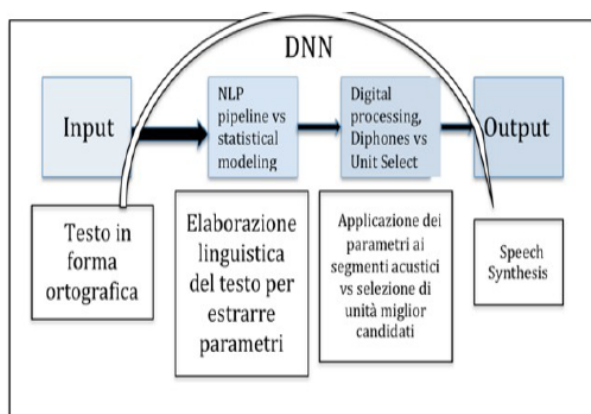 DNN
Input
NLP
pipeline vs
statistical
modeling
Digital
processing,
Diphones vs
Unit Select
Output
Testo in
forma
ortografica
Elaborazione
linguistica
del testo per
estrarre
parametri
Applicazione dei
parametri ai
segmenti acustici
vs selezione di
unità miglior
candidati
Speech
Synthesis